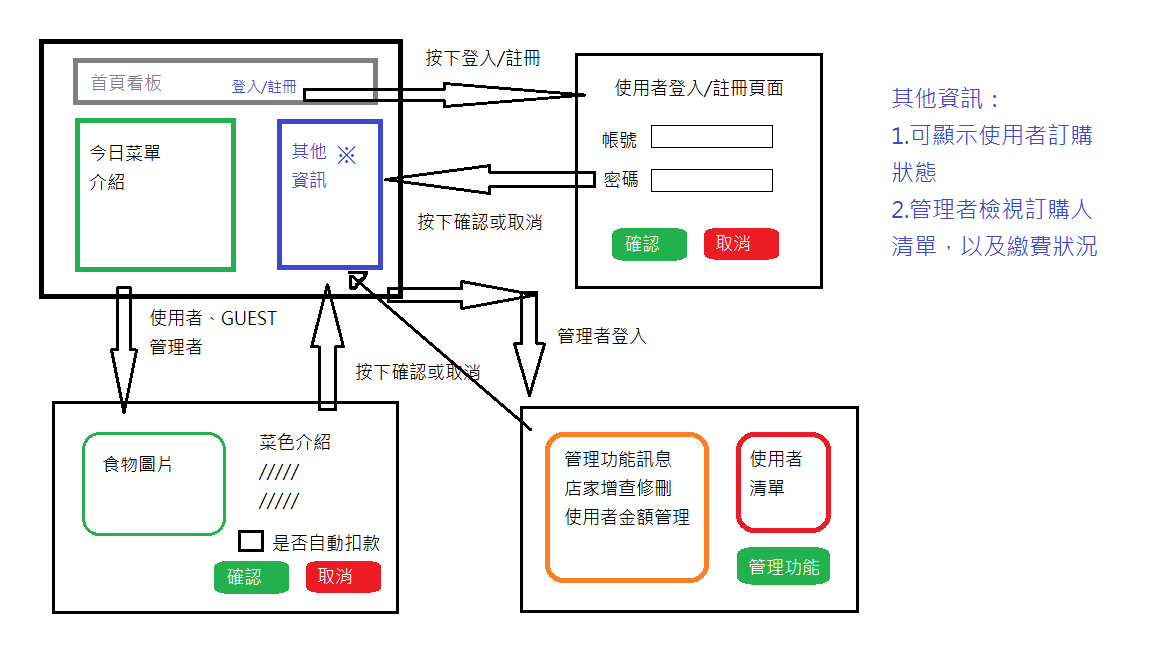 首頁看板
登入/註冊
今日菜單
介紹
其他 ※
資訊
按下登入/註冊
使用者登入/註冊頁面
帳號
密碼
確認
取消
按下確認或取消
其他資訊：
1.可顯示使用者訂購
狀態
2.管理者檢視訂購人
清單，以及繳費狀況
使用者、GUEST
管理者
按下確認或取消
管理者登入
食物圖片
菜色介紹
/////
/////
是否自動扣款
確認
取消
管理功能訊息
店家增查修刪
使用者金額管理
使用者
清單
管理功能